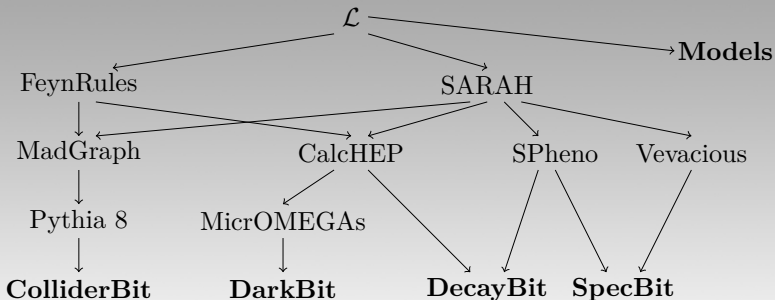 ℒ
Models
FeynRules SARAH
MadGraph CalcHEP SPheno Vevacious
Pythia 8 MicrOMEGAs
ColliderBit DarkBit DecayBit SpecBit